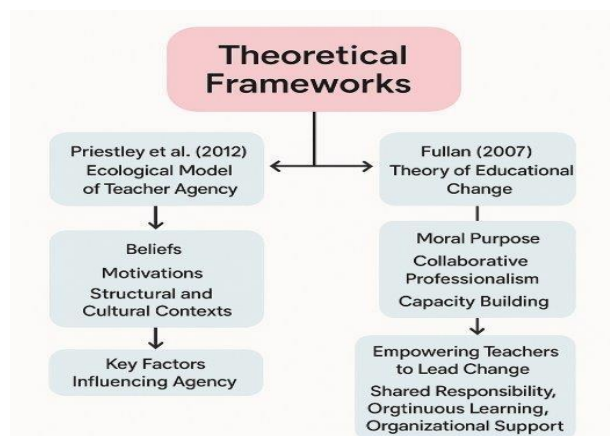 Theoretical
Frameworks
Priestley et al. (2012)
Ecological Model
of Teacher Agency
Fullan (2007)
Theory of Educational
Change
Beliefs
Motivations
Structural and
Cultural Contexts
Moral Purpose
Collaborative
Professionalism
Capacity Building
Key Factors
Influencing Agency
Empowering Teachers
to Lead Change
Shared Responsibility,
Orgtinuous Learning,
Organizational Support